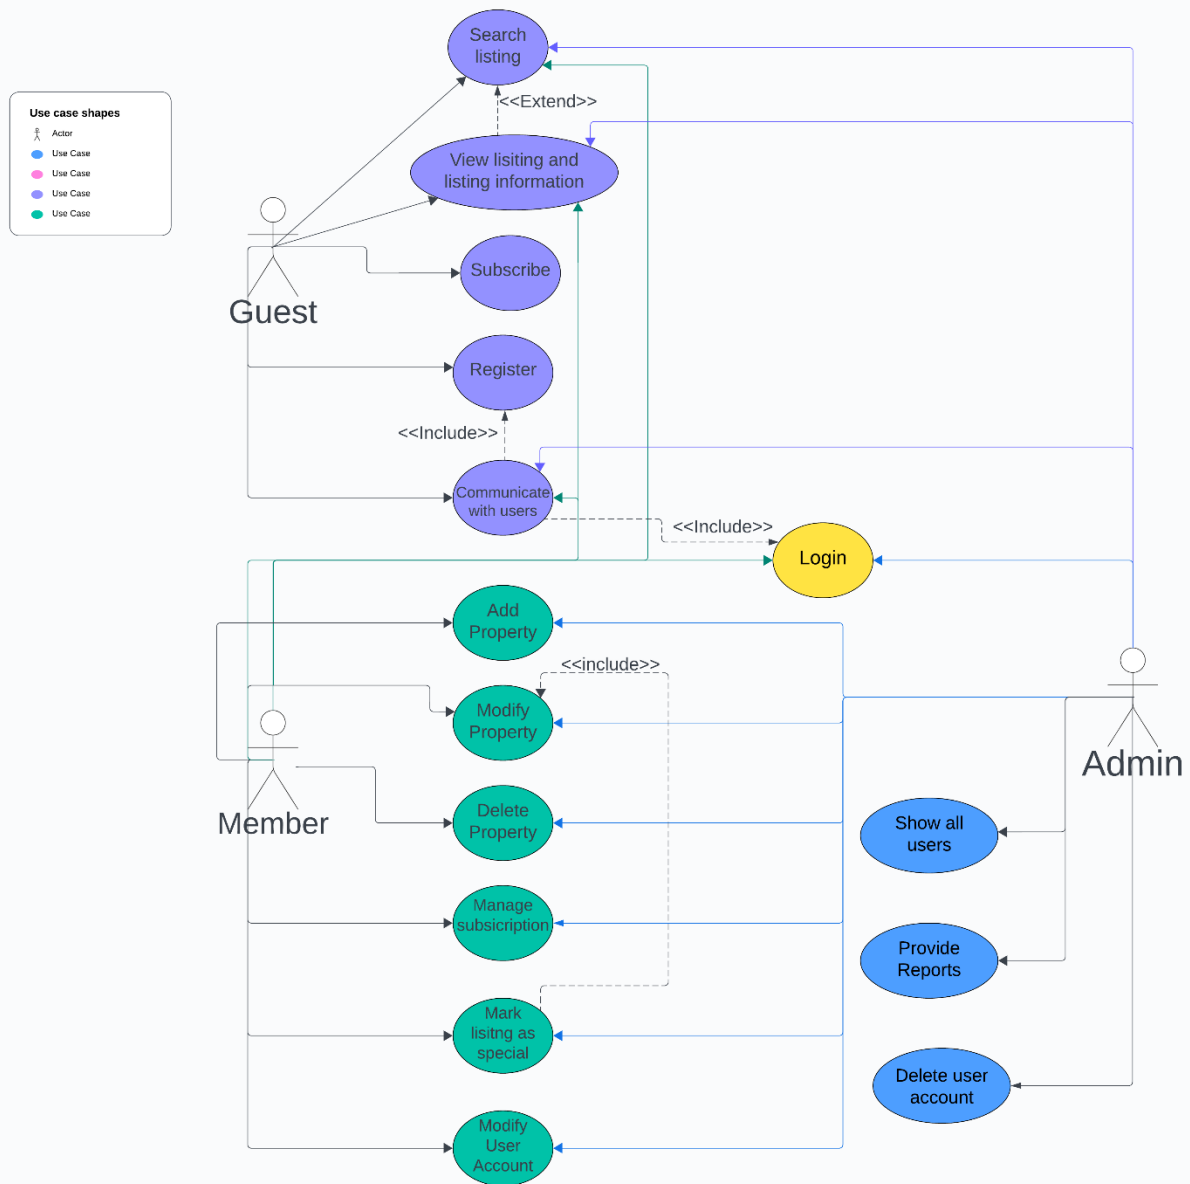 Search
listing
<<Extend>>
Use case shapes
Actor
Use Case
Use Case
Use Case
Use Case
View lisiting and
listing information
Subscribe
Guest
Register
<<Include>>
Communicate
with users
<<Include>>
Login
Add
Property
<<include>>
Modify
Property
Admin
Delete
Property
Member
Show all
users
Manage
subsicription
Provide
Reports
Mark
lisitng as
special
Delete user
account
Modify
User
Account